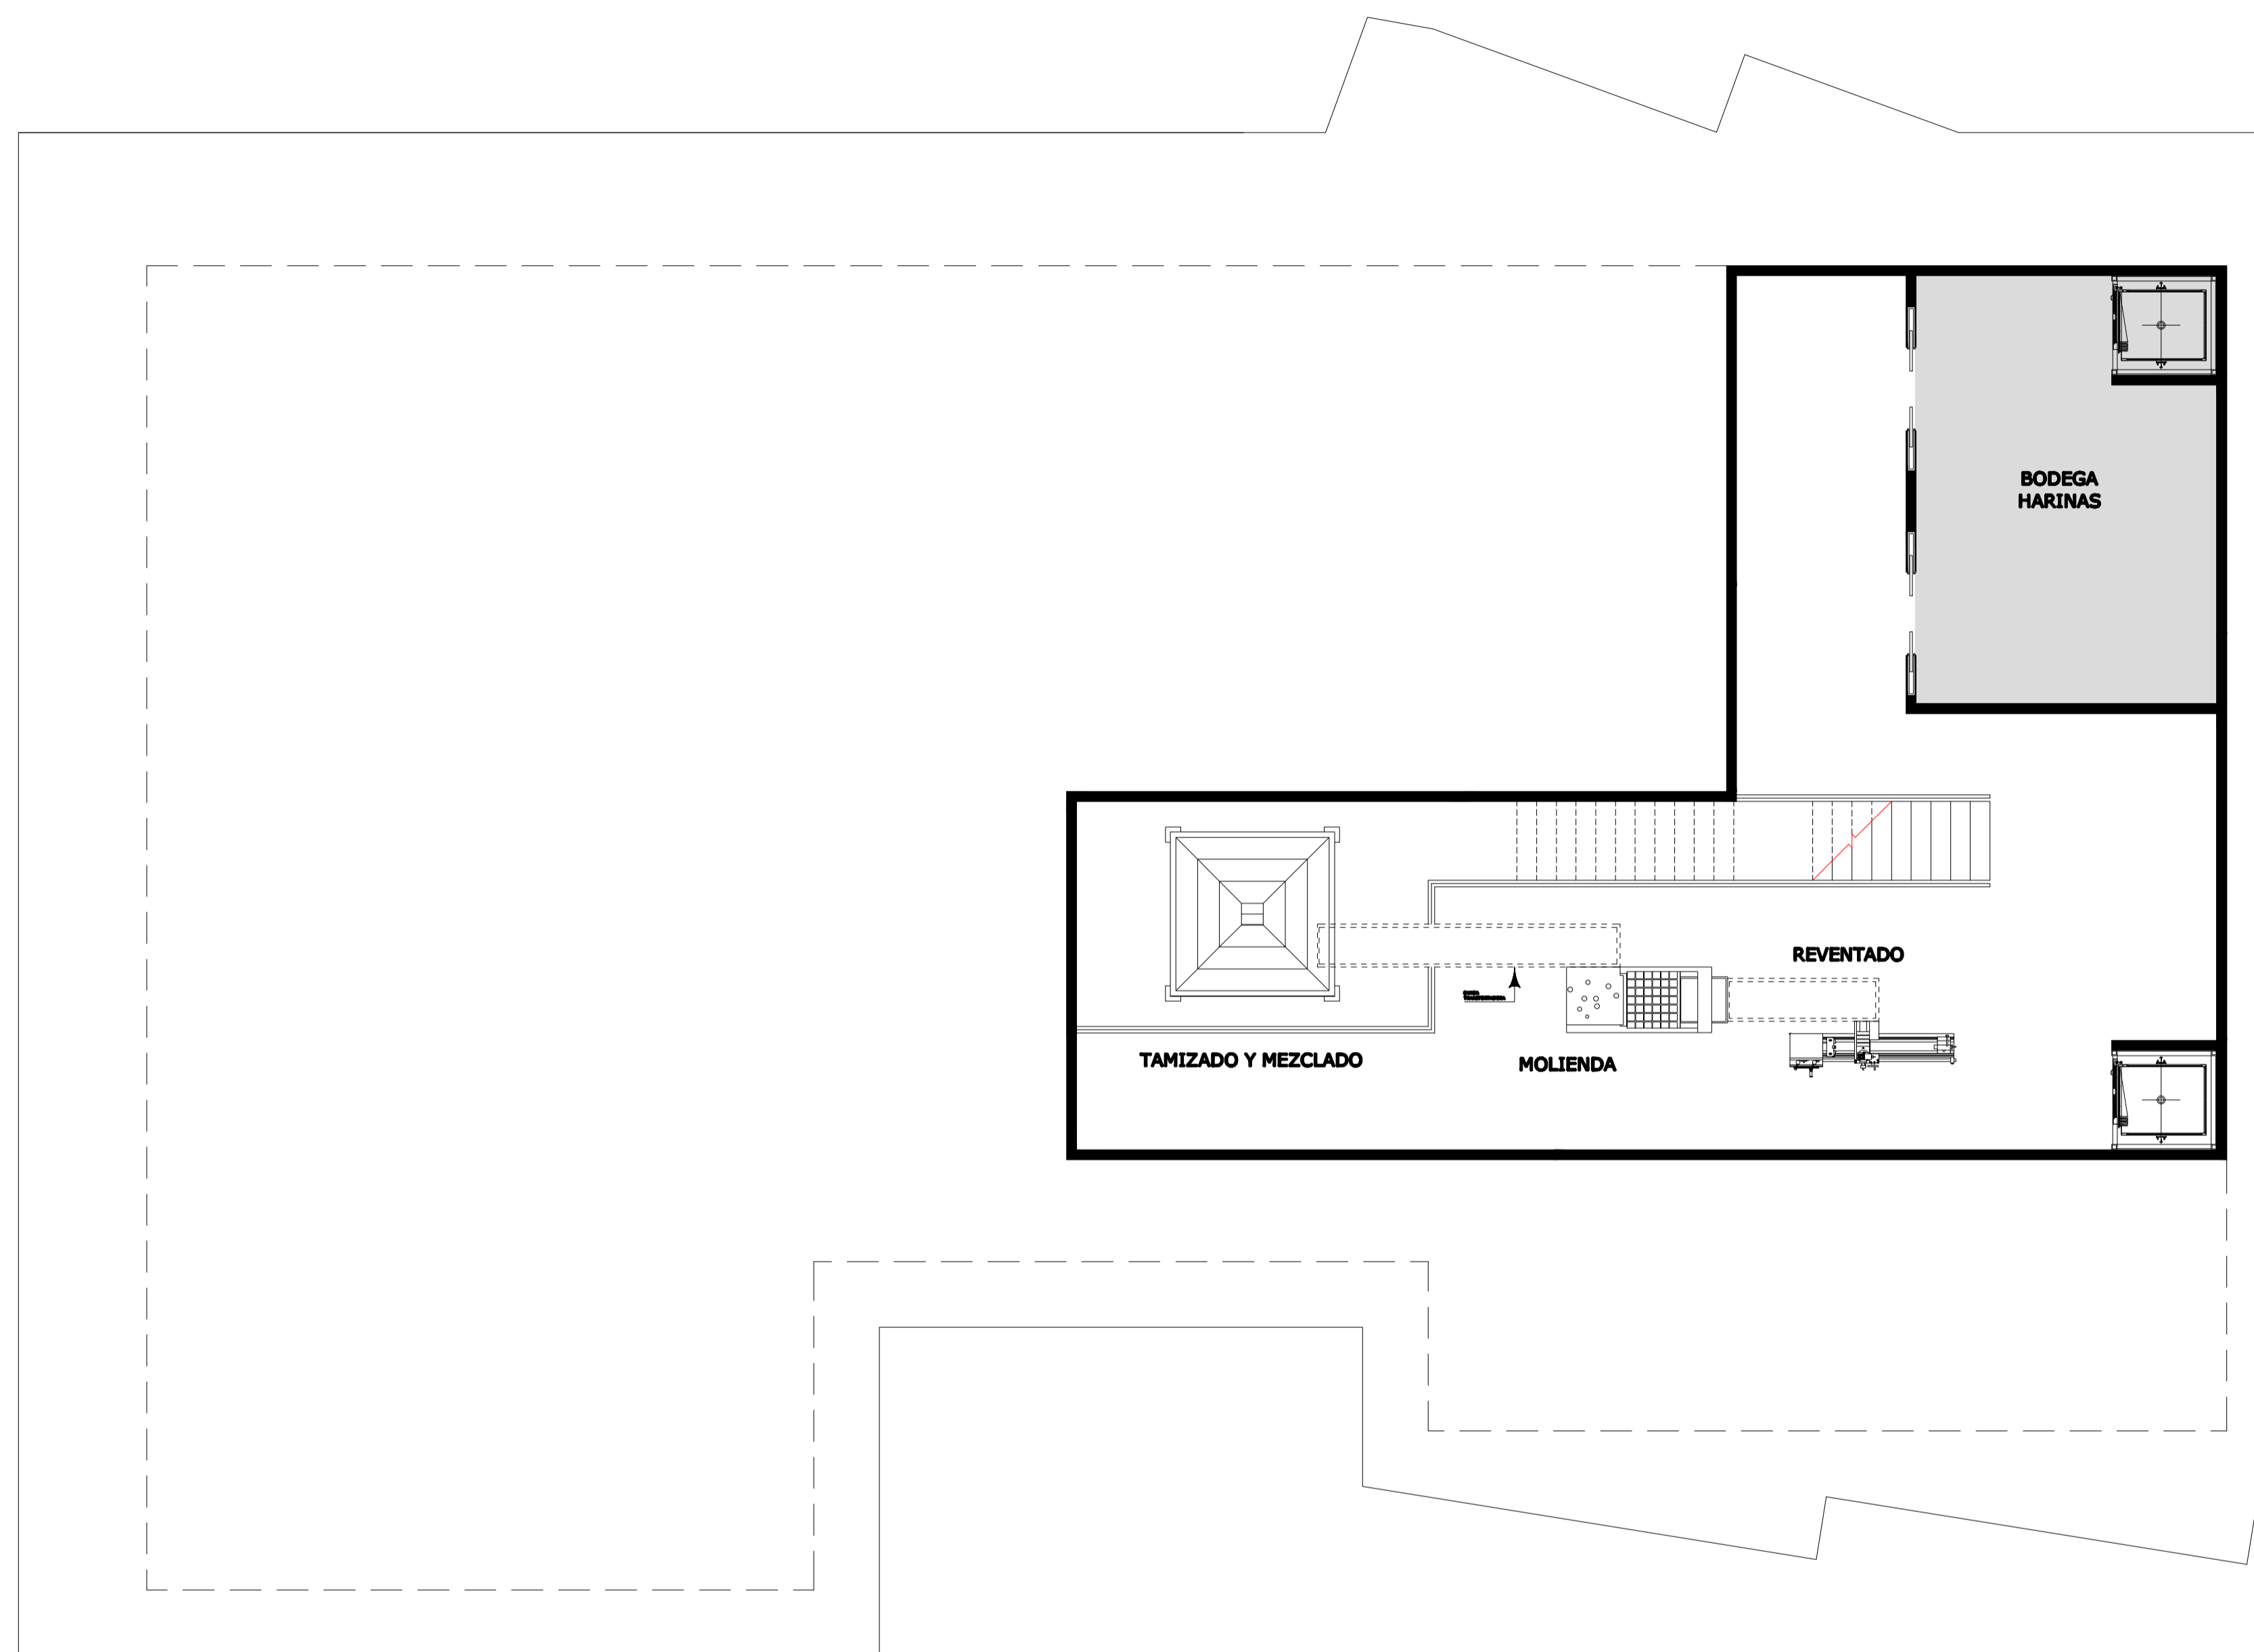 BODEGA
HARINAS
REVENTADO
TAMIZADO Y MEZCLADO
MOLIENDA